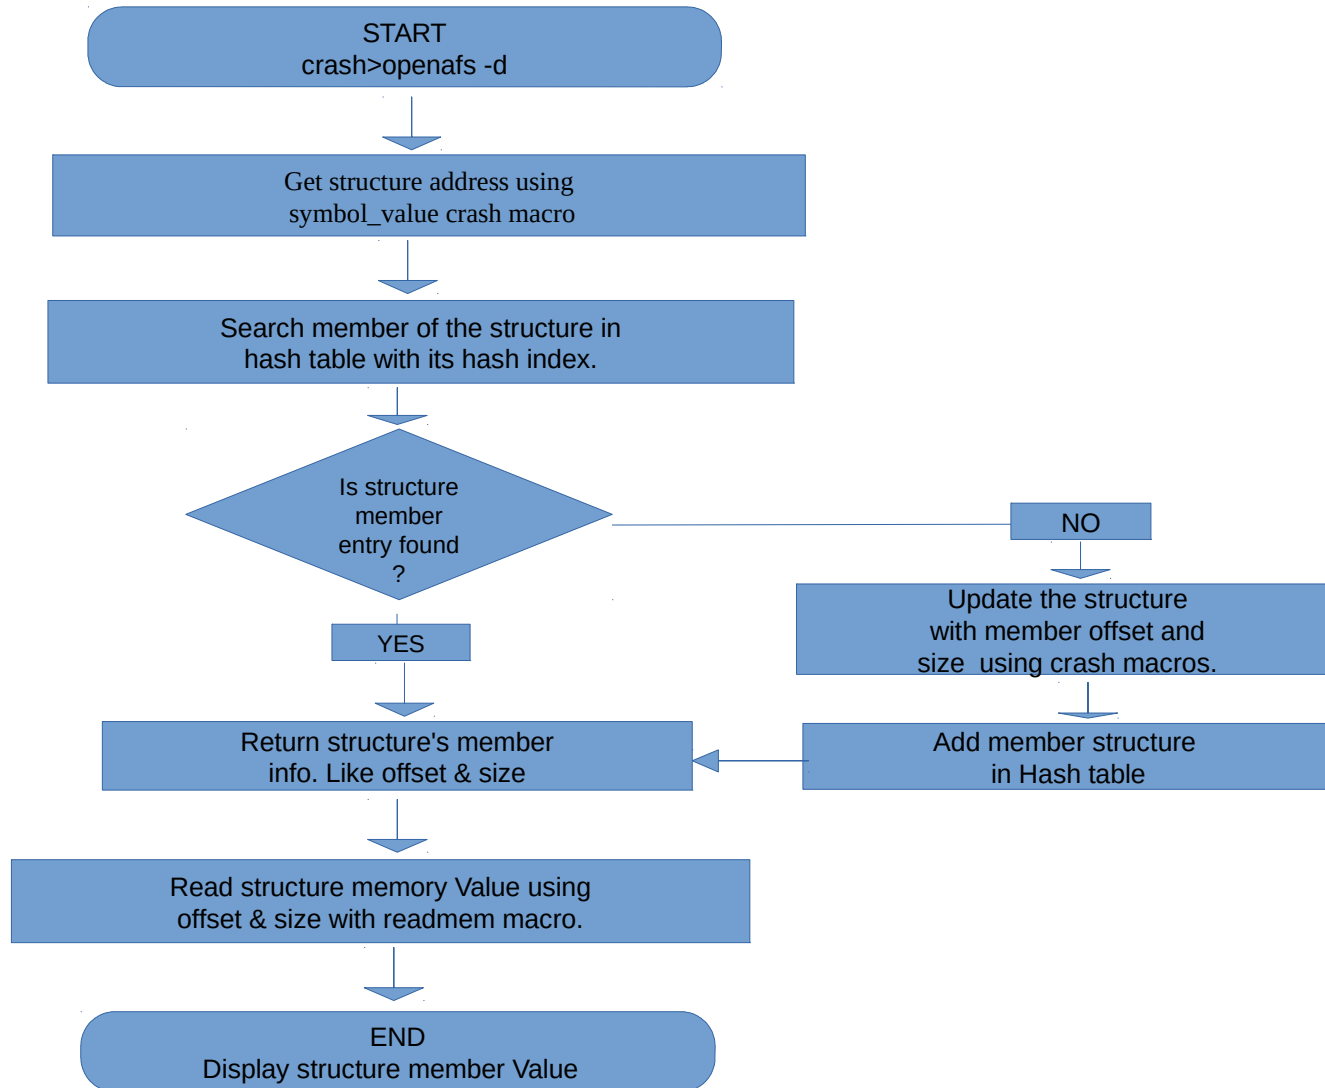 START
crash>openafs -d
Get structure address using
symbol_value crash macro
Search member of the structure in
hash table with its hash index.
Is structure
member
entry found
?
NO
YES
Update the structure
with member offset and
size  using crash macros.
Return structure's member
info. Like offset & size
Add member structure
in Hash table
Read structure memory Value using
offset & size with readmem macro.
END
Display structure member Value